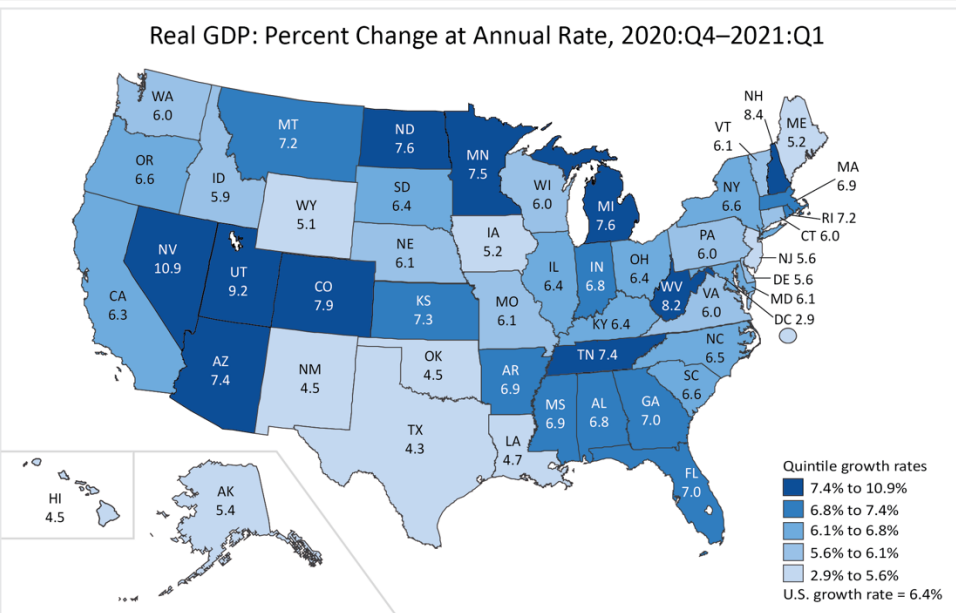 Real GDP: Percent Change at Annual Rate, 2020:Q4–2021:Q1
WA
6.0
OR
6.6
CA
6.3
ID
5.9
NV
10.9
MT
7.2
WY
5.1
UT
9.2
AZ
7.4
CO
7.9
NM
4.5
ND
7.6
SD
6.4
NE
6.1
KS
7.3
OK
4.5
TX
4.3
MN
7.5
IA
5.2
MO
6.1
AR
6.9
LA
4.7
WI
6.0
IL
6.4
MI
7.6
IN
6.8
OH
6.4
KY 6.4
TN 7.4
MS
6.9
AL
6.8
GA
7.0
FL
7.0
SC
6.6
NC
6.5
VA
6.0
WV
8.2
PA
6.0
NY
6.6
VT
6.1
NH
8.4
ME
5.2
MA
6.9
RI 7.2
CT 6.0
NJ 5.6
DE 5.6
MD 6.1
DC 2.9
HI
4.5
AK
5.4
Quintile growth rates
7.4% to 10.9%
6.8% to 7.4%
6.1% to 6.8%
5.6% to 6.1%
2.9% to 5.6%
U.S. growth rate = 6.4%